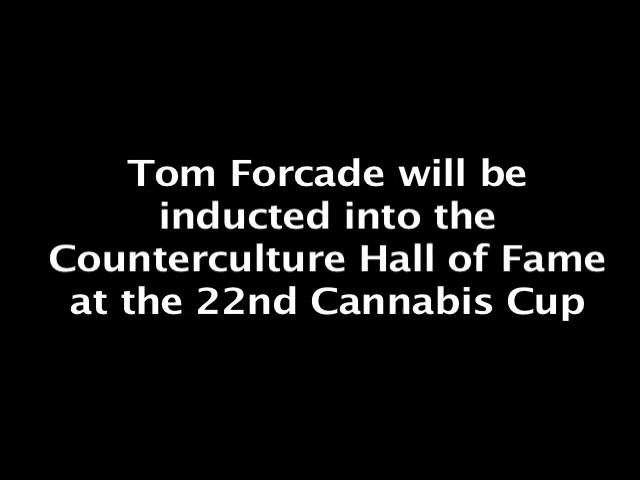 Tom Forcade will be
inducted into the
Counterculture Hall of Fame
at the 22nd Cannabis Cup